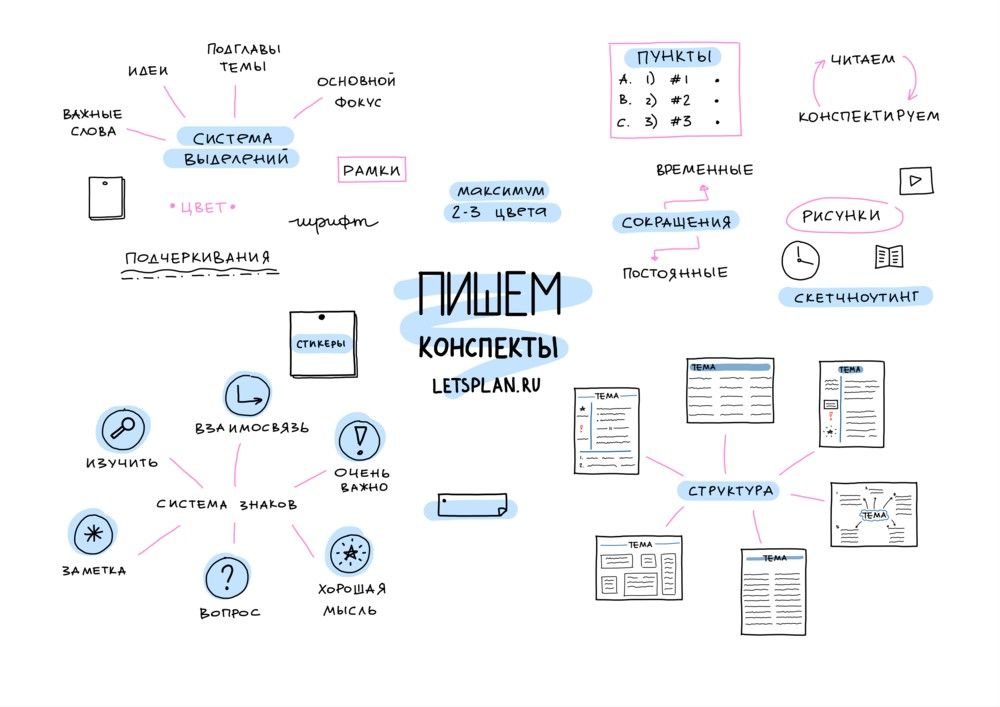 ПОДГЛАВЫ
ТЕМЫ
ИДЕИ
ОСНОВНОЙ
ФОКУС
ВАЖНЫЕ
СЛОВА
СИСТЕМА
ВЫДЕЛЕНИЙ
РАМКИ
•ЦВЕТ•
шрифт
ПОДЧЕРКИВАНИЯ
МАКСИМУМ
2-3 ЦВЕТА
ПУНКТЫ
A. 1) #1 •
B. 2) #2 •
C. 3) #3 •
ЧИТАЕМ
КОНСПЕКТИРУЕМ
ВРЕМЕННЫЕ
СОКРАЩЕНИЯ
ПОСТОЯННЫЕ
РИСУНКИ
СКЕТЧНОУТИНГ
ПИШЕМ
КОНСПЕКТЫ
LETSPLAN.RU
СТИКЕРЫ
ВЗАИМОСВЯЗЬ
ИЗУЧИТЬ
!
ОЧЕНЬ
ВАЖНО
СИСТЕМА ЗНАКОВ
ЗАМЕТКА
?
ВОПРОС
ХОРОШАЯ
МЫСЛЬ
ТЕМА
ТЕМА
?
1.
2.
ТЕМА
?
СТРУКТУРА
ТЕМА
ТЕМА
ТЕМА